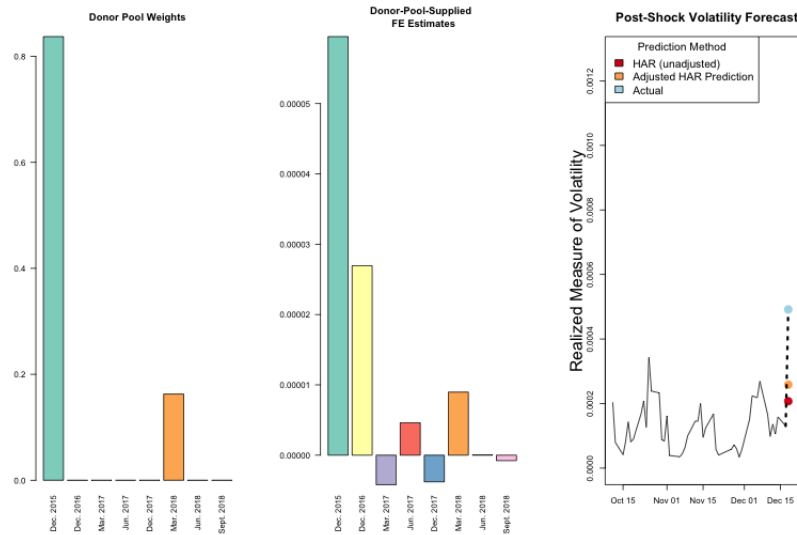 Donor Pool Weights
0.8
0.6
0.4
0.2
0.0
Dec. 2015
Dec. 2016
Mar. 2017
Jun. 2017
Dec. 2017
Mar. 2018
Jun. 2018
Sept. 2018
Donor-Pool-Supplied
FE Estimates
0.00005
0.00004
0.00003
0.00002
0.00001
0.00000
Dec. 2015
Dec. 2016
Mar. 2017
Jun. 2017
Dec. 2017
Mar. 2018
Jun. 2018
Sept. 2018
Post-Shock Volatility Forecast
Prediction Method
HAR (unadjusted)
Adjusted HAR Prediction
Actual
Realized Measure of Volatility
0.0012
0.0010
0.0008
0.0006
0.0004
0.0002
0.0000
Oct 15
Nov 01
Nov 15
Dec 01
Dec 15